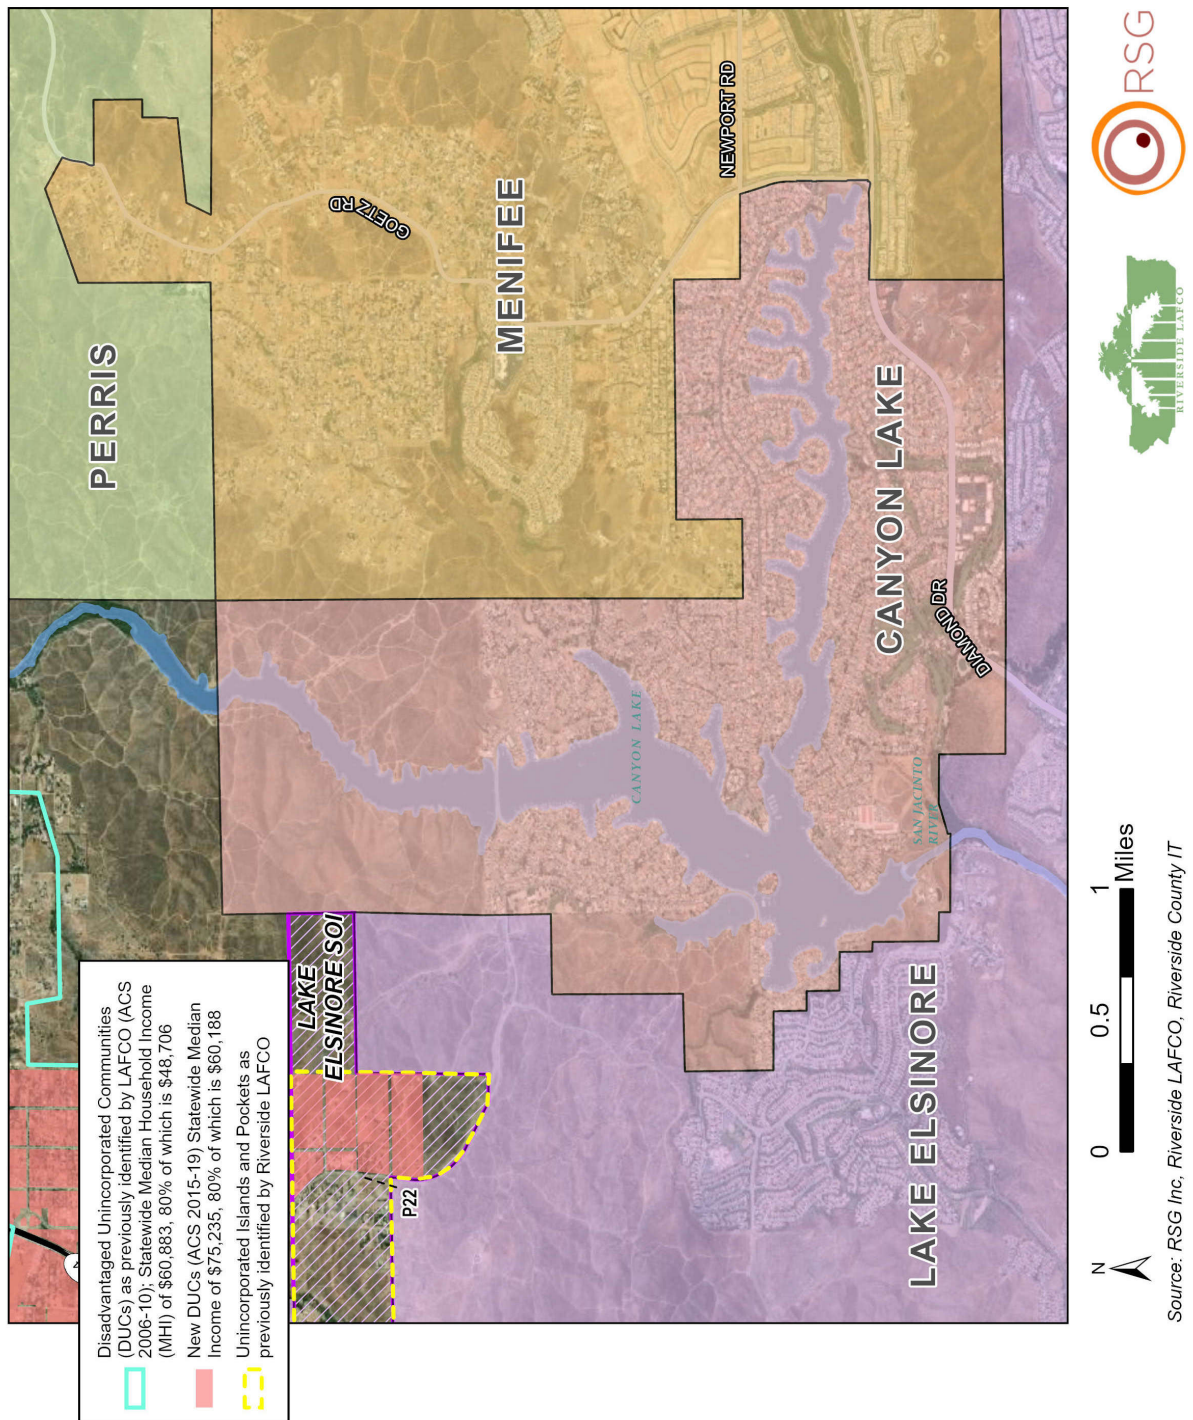 Disadvantaged Unincorporated Communities
(DUCs) as previously identified by LAFCO (ACS
2006-10); Statewide Median Household Income
(MHI) of $60,883, 80% of which is $48,706
New DUCs (ACS 2015-19) Statewide Median
Income of $75,235, 80% of which is $60,188
Unincorporated Islands and Pockets as
previously identified by Riverside LAFCO
PERRIS
GOETZ RD
MENIFEE
NEWPORT RD
LAKE
ELSINORE SOI
P22
CANYON LAKE
CANYON LAKE
DIAMOND DR
SAN JACINTO
RIVER
LAKE ELSINORE
N
0 0.5 1
Miles
RIVERSIDE LAFCO
RSG
Source: RSG Inc, Riverside LAFCO, Riverside County IT